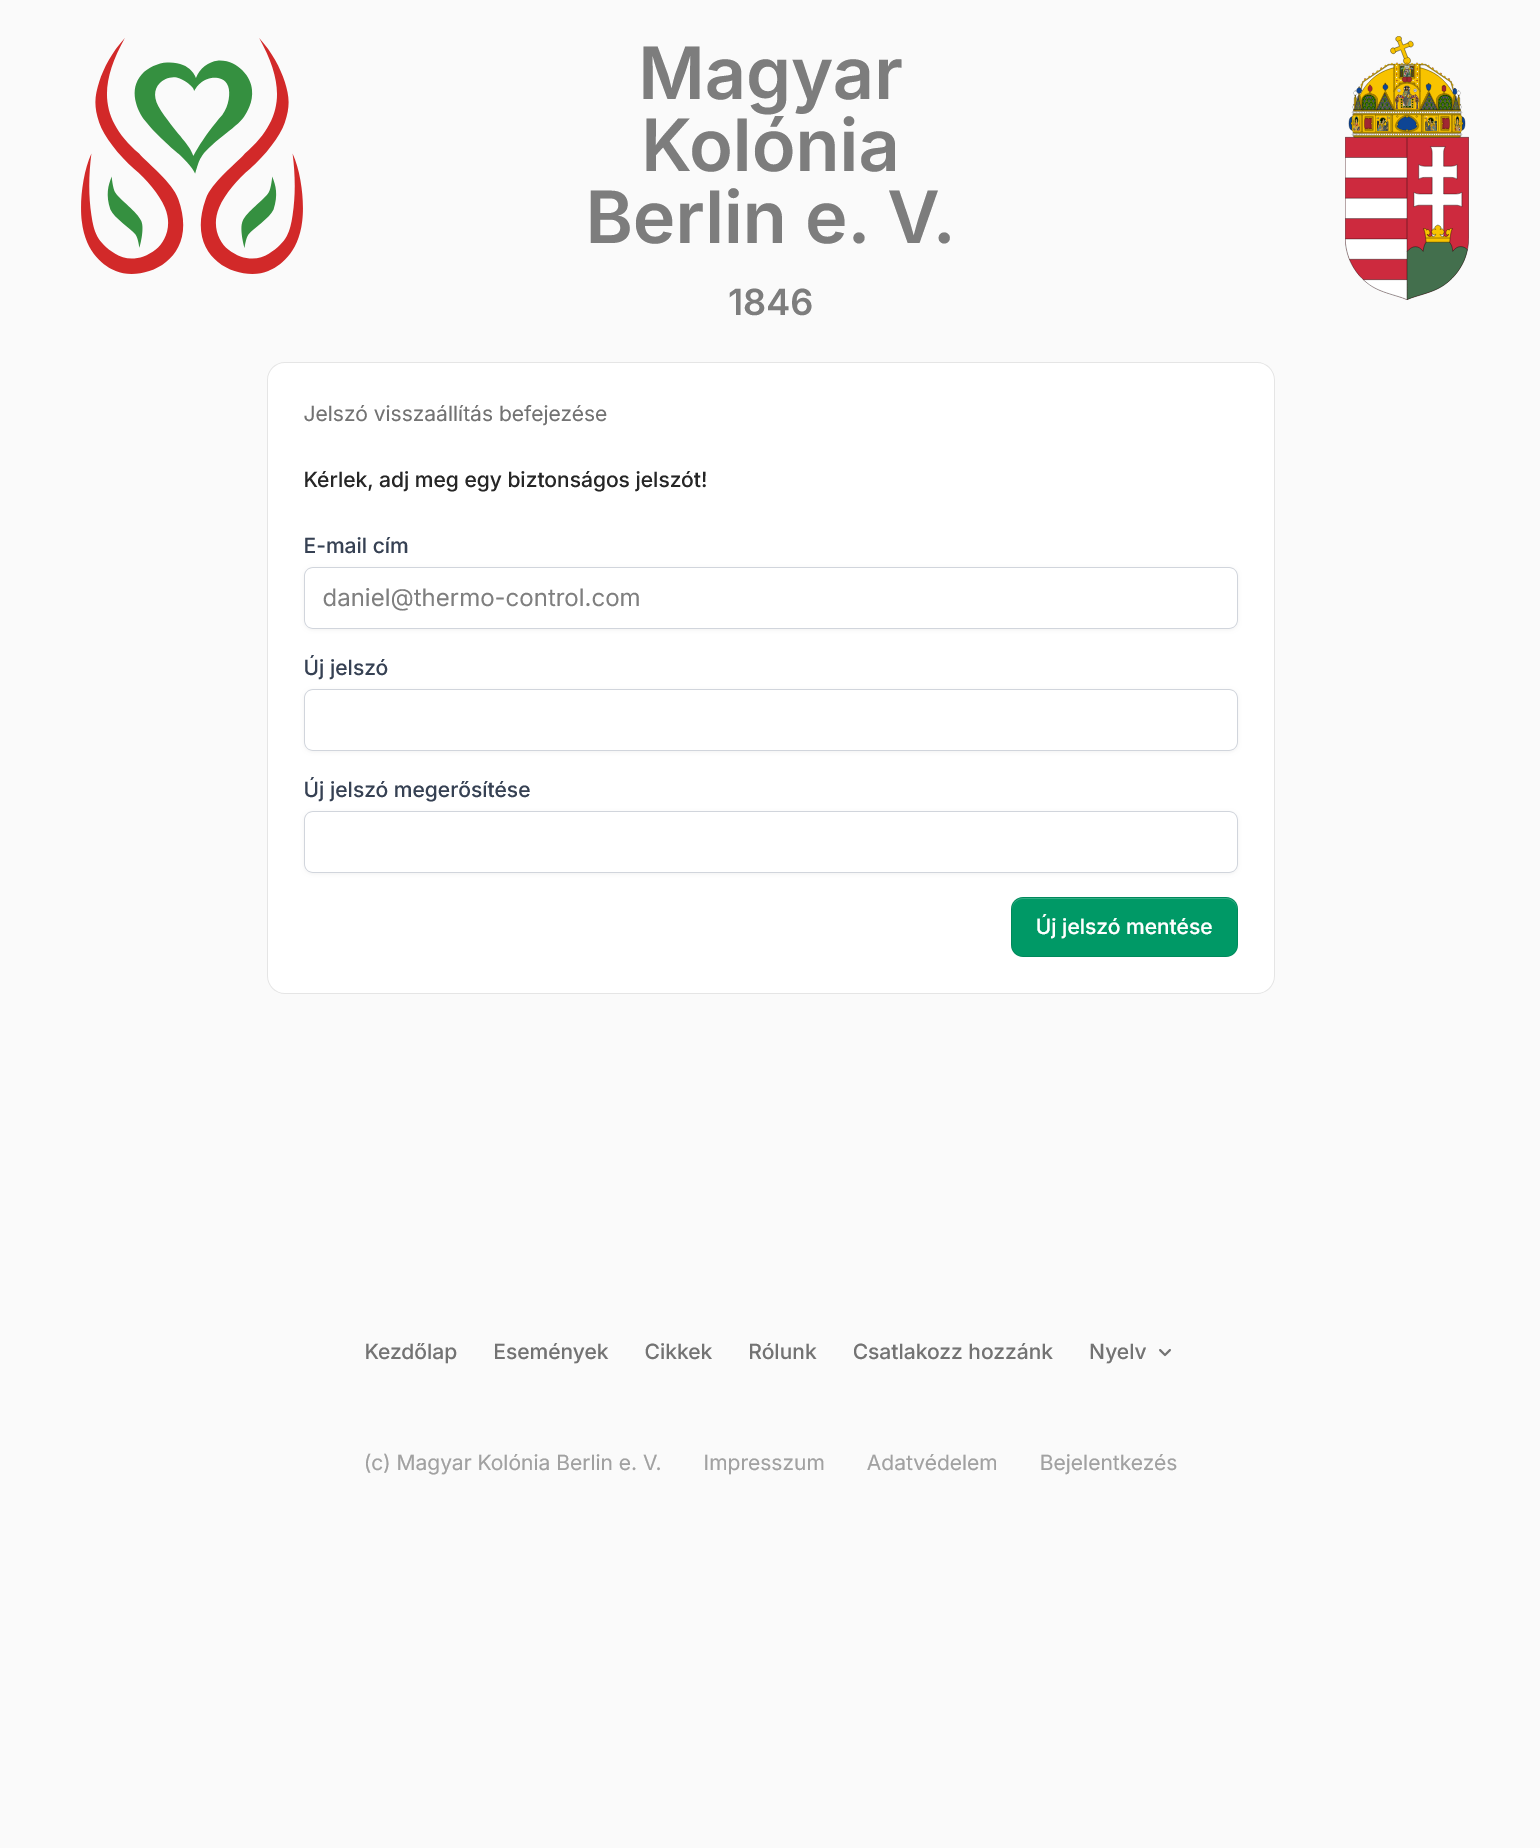 Magyar
Kolónia
Berlin e. V.
1846
Jelszó visszaállítás befejezése
Kérlek, adj meg egy biztonságos jelszót!
E-mail cím
daniel@thermo-control.com
Új jelszó
Új jelszó megerősítése
Új jelszó mentése
Kezdőlap Események Cikkek Rólunk Csatlakozz hozzánk Nyelv
(c) Magyar Kolónia Berlin e. V. Impresszum Adatvédelem Bejelentkezés